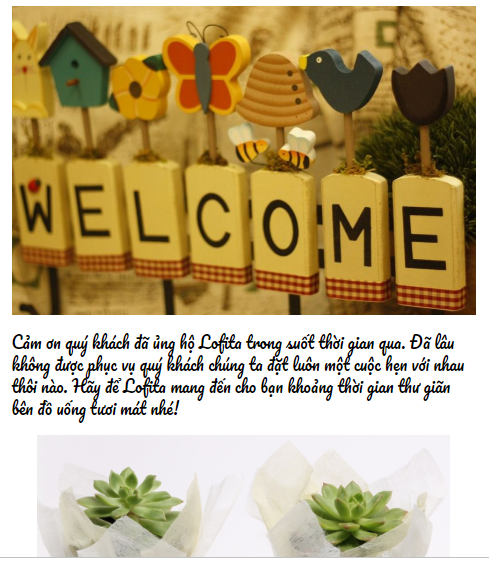 WELCOME
Cảm ơn quý khách đã ủng hộ Lofita trong suốt thời gian qua. Đã lâu
không được phục vụ quý khách chúng ta đặt luôn một cuộc hẹn với nhau
thôi nào. Hãy để Lofita mang đến cho bạn khoảng thời gian thư giãn
bên đồ uống tươi mát nhé!